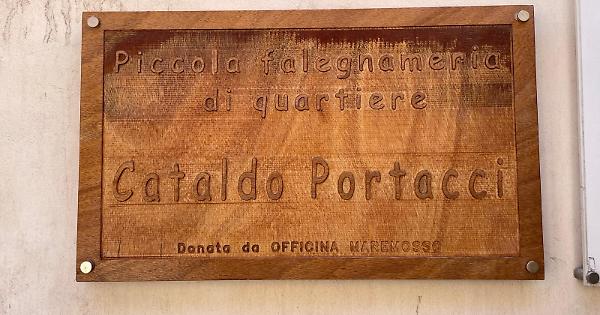 Piccola falegnameria
di quartiere
Cataldo Portacci
Donata da OFFICINA MAREMOSSO